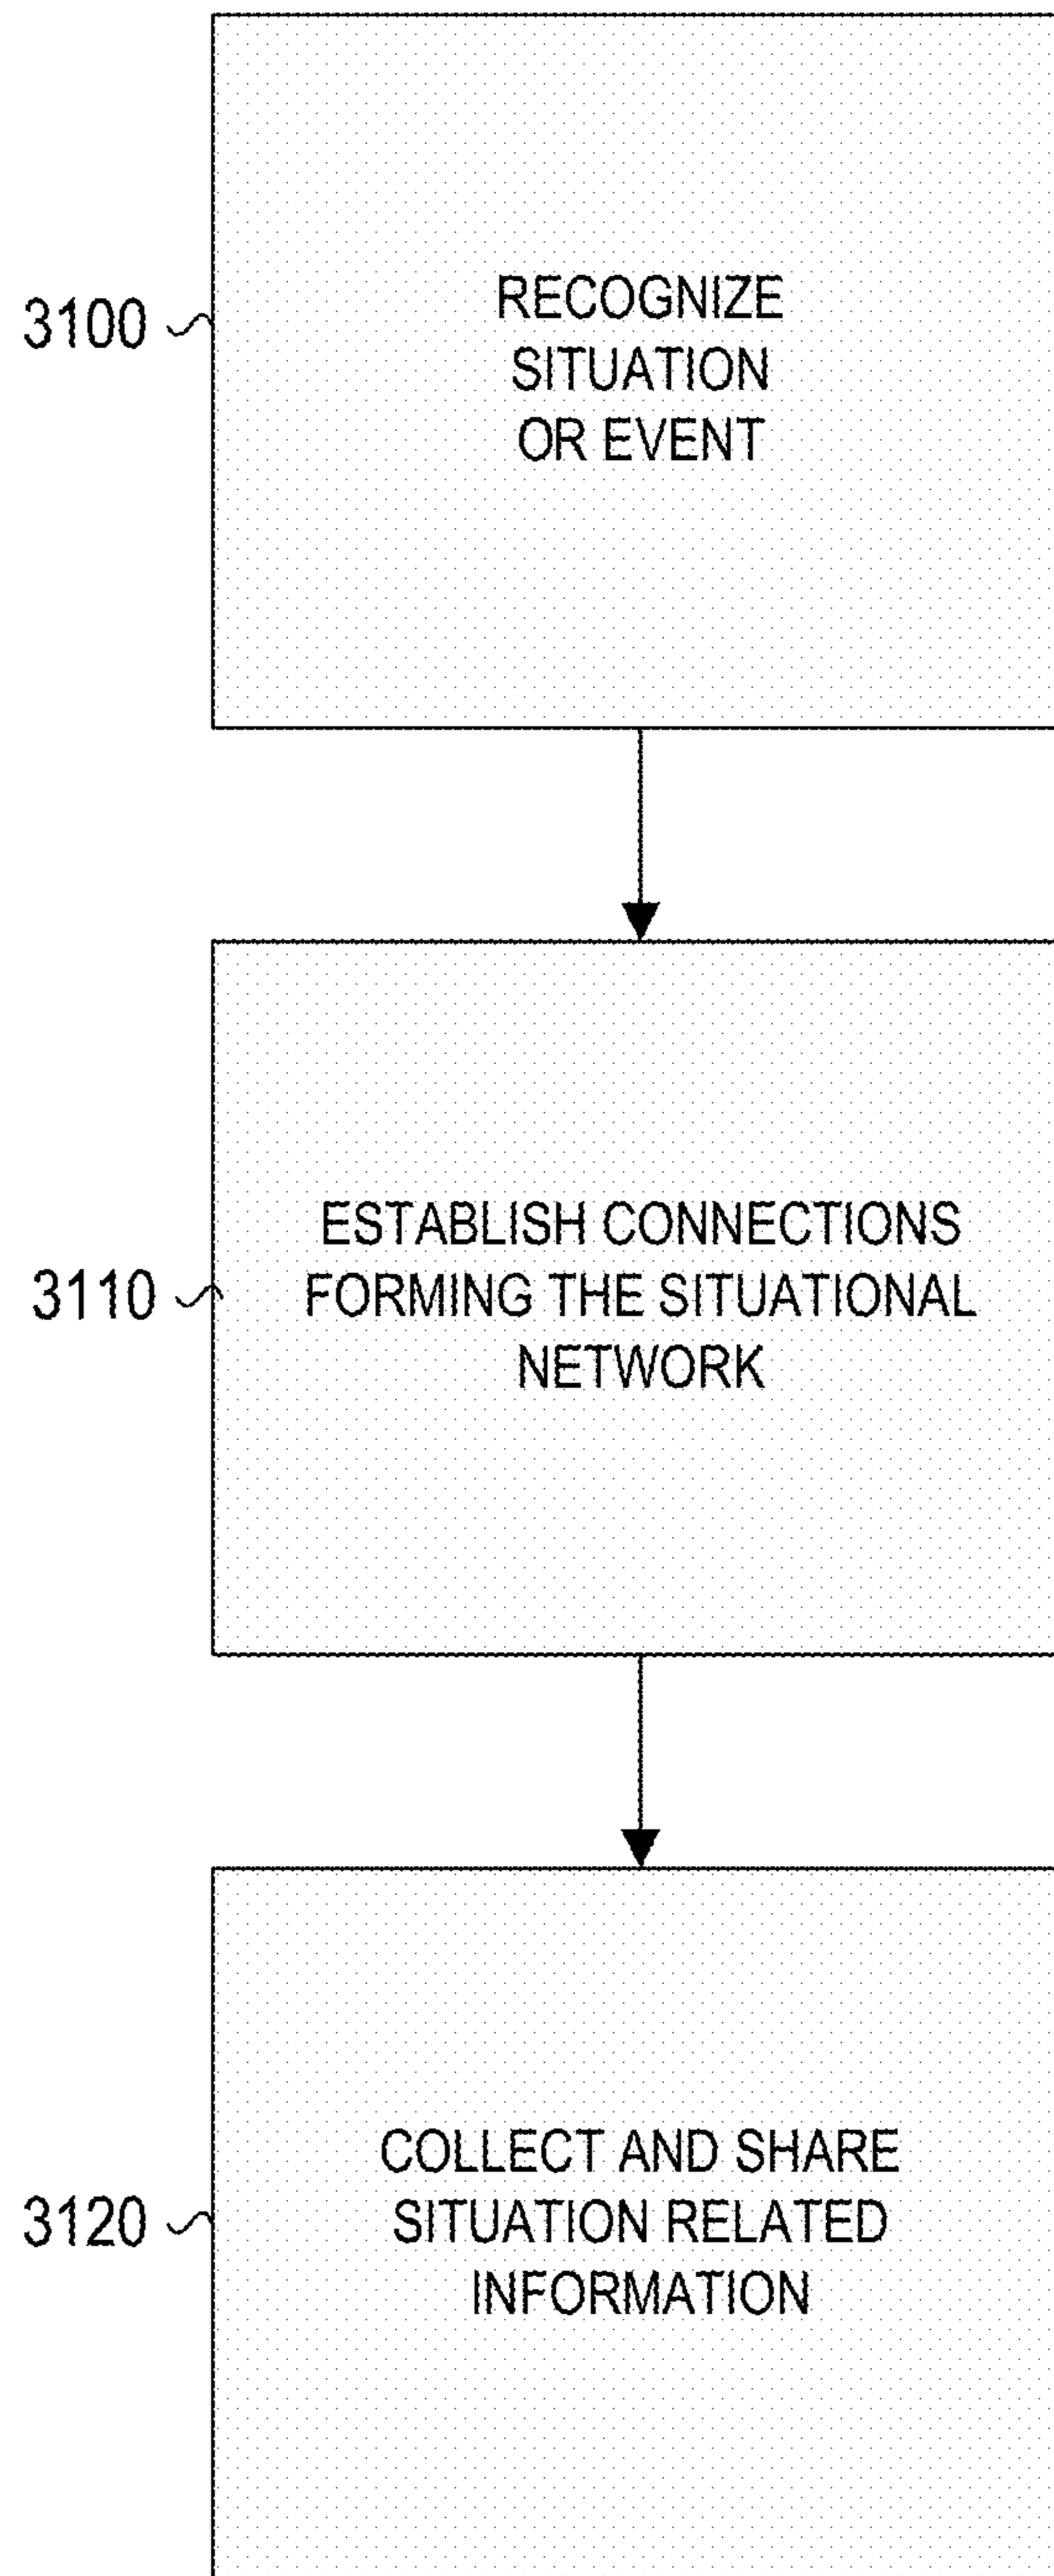 3100
RECOGNIZE
SITUATION
OR EVENT
3110
ESTABLISH CONNECTIONS
FORMING THE SITUATIONAL
NETWORK
3120
COLLECT AND SHARE
SITUATION RELATED
INFORMATION